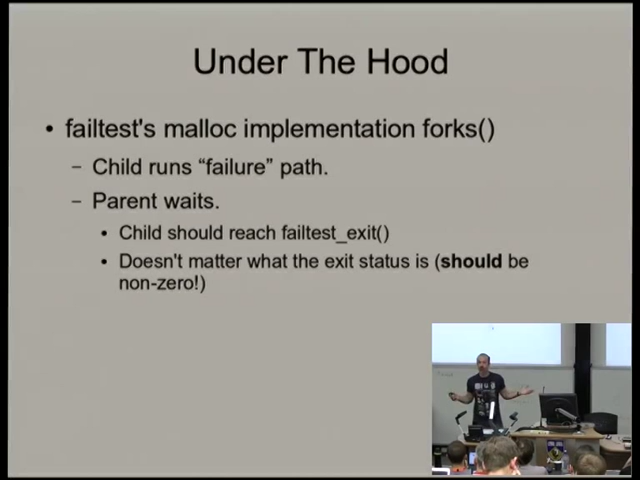 Under The Hood
• failtest's malloc implementation forks()
– Child runs “failure” path.
– Parent waits.
• Child should reach failtest_exit()
• Doesn't matter what the exit status is (should be
non-zero!)